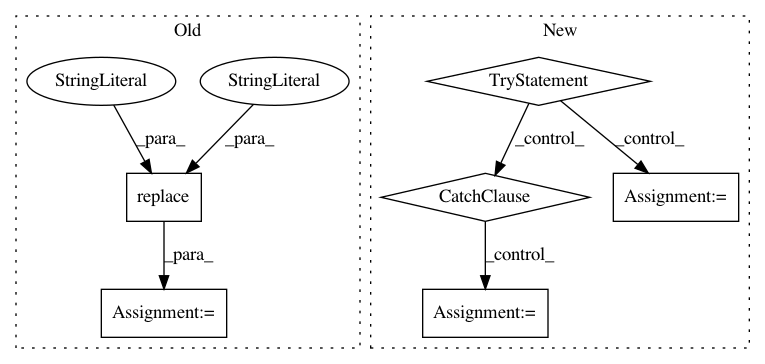 Old
New
StringLiteral
StringLiteral
TryStatement
_para_
_para_
_control_
_control_
replace
CatchClause
Assignment:=
_para_
_control_
Assignment:=
Assignment:=